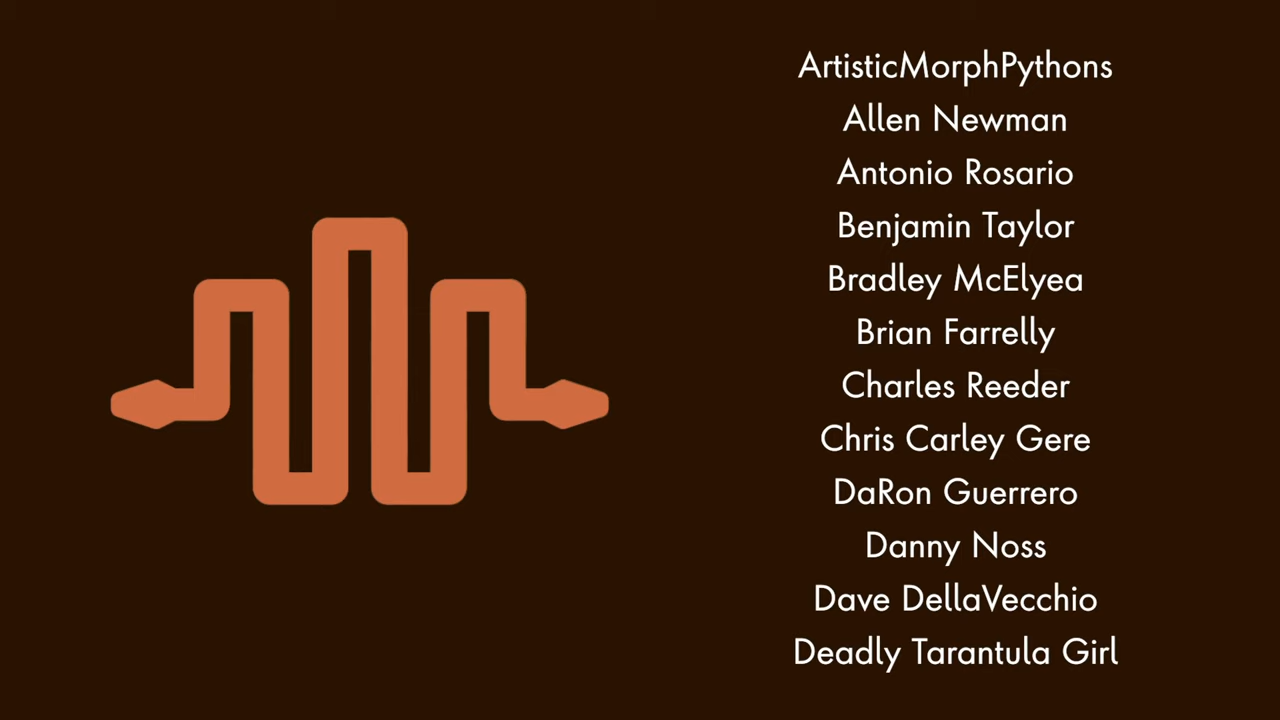 ArtisticMorphPythons
Allen Newman
Antonio Rosario
Benjamin Taylor
Bradley McElyea
Brian Farrelly
Charles Reeder
Chris Carley Gere
DaRon Guerrero
Danny Noss
Dave DellaVecchio
Deadly Tarantula Girl